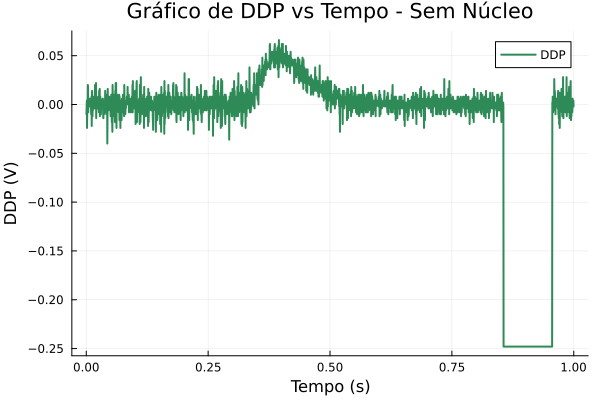 Gráfico de DDP vs Tempo - Sem Núcleo
DDP
0.05
0.00
−0.05
−0.10
−0.15
−0.20
−0.25
DDP (V)
0.00 0.25 0.50 0.75 1.00
Tempo (s)